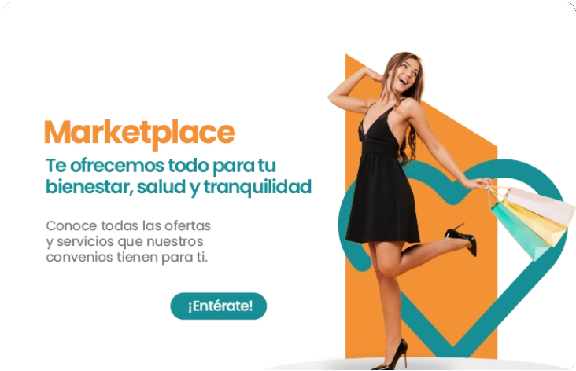 Marketplace
Te ofrecemos todo para tu
bienestar, salud y tranquilidad
Conoce todas las ofertas
y servicios que nuestros
convenios tienen para ti.
¡Entérate!